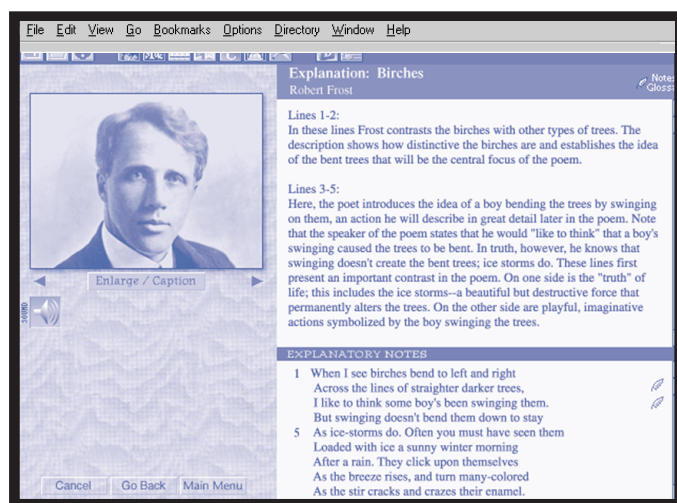 File Edit View Go Bookmarks Options Directory Window Help
Explanation: Birches
Robert Frost
Notes
Lines 1-2:
In these lines Frost contrasts the birches with other types of trees. The
description shows how distinctive the birches are and establishes the idea
of the bent trees that will be the central focus of the poem.
Lines 3-5:
Here, the poet introduces the idea of a boy bending the trees by swinging
on them, an action he will describe in great detail later in the poem. Note
that the speaker of the poem states that he would "like to think" that a boy's
swinging caused the trees to be bent. In truth, however, he knows that
swinging doesn't create the bent trees; ice storms do. These lines first
present an important contrast in the poem. On one side is the "truth" of
life; this includes the ice storms--a beautiful but destructive force that
permanently alters the trees. On the other side are playful, imaginative
actions symbolized by the boy swinging the trees.
Enlarge / Caption
SOUND
EXPLANATORY NOTES
1 When I see birches bend to left and right
Across the lines of straighter darker trees,
I like to think some boy's been swinging them.
But swinging doesn't bend them down to stay
5 As ice-storms do. Often you must have seen them
Loaded with ice a sunny winter morning
After a rain. They click upon themselves
As the breeze rises, and turn many-colored
As the stir cracks and crazes their enamel.
Cancel Go Back Main Menu